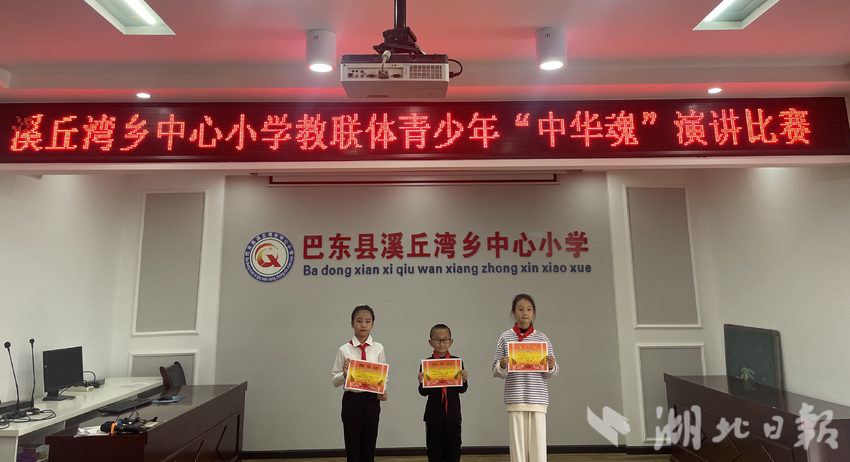 溪丘湾乡中心小学教联体青少年“中华魂”演讲比赛
巴东县溪丘湾乡中心小学
Ba dong xian xi qiu wan xiang zhong xin xiao xue
湖北日报